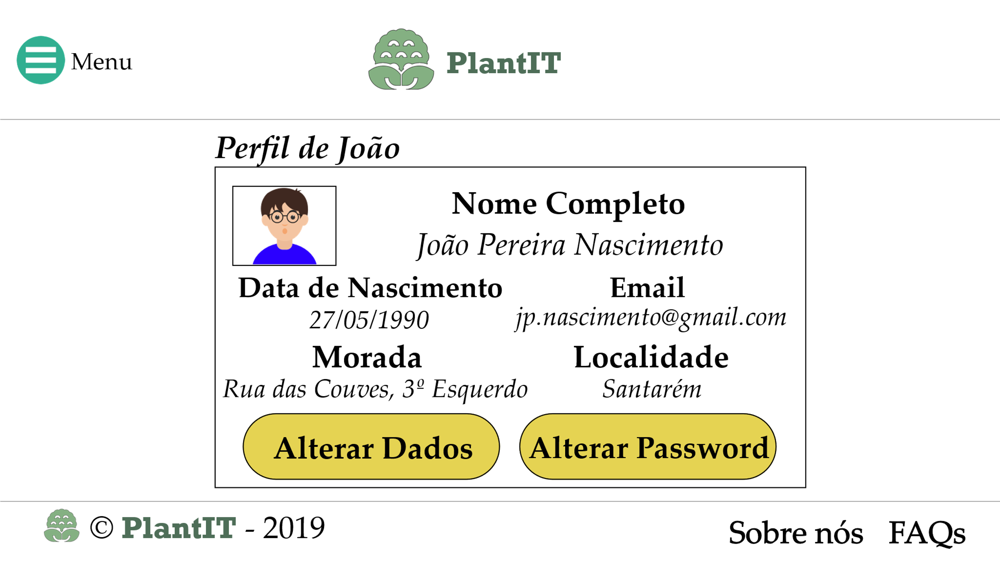 Menu
PlantIT
Perfil de João
Nome Completo
João Pereira Nascimento
Data de Nascimento
27/05/1990
Email
jp.nascimento@gmail.com
Morada
Rua das Couves, 3º Esquerdo
Localidade
Santarém
Alterar Dados
Alterar Password
© PlantIT - 2019
Sobre nós
FAQs